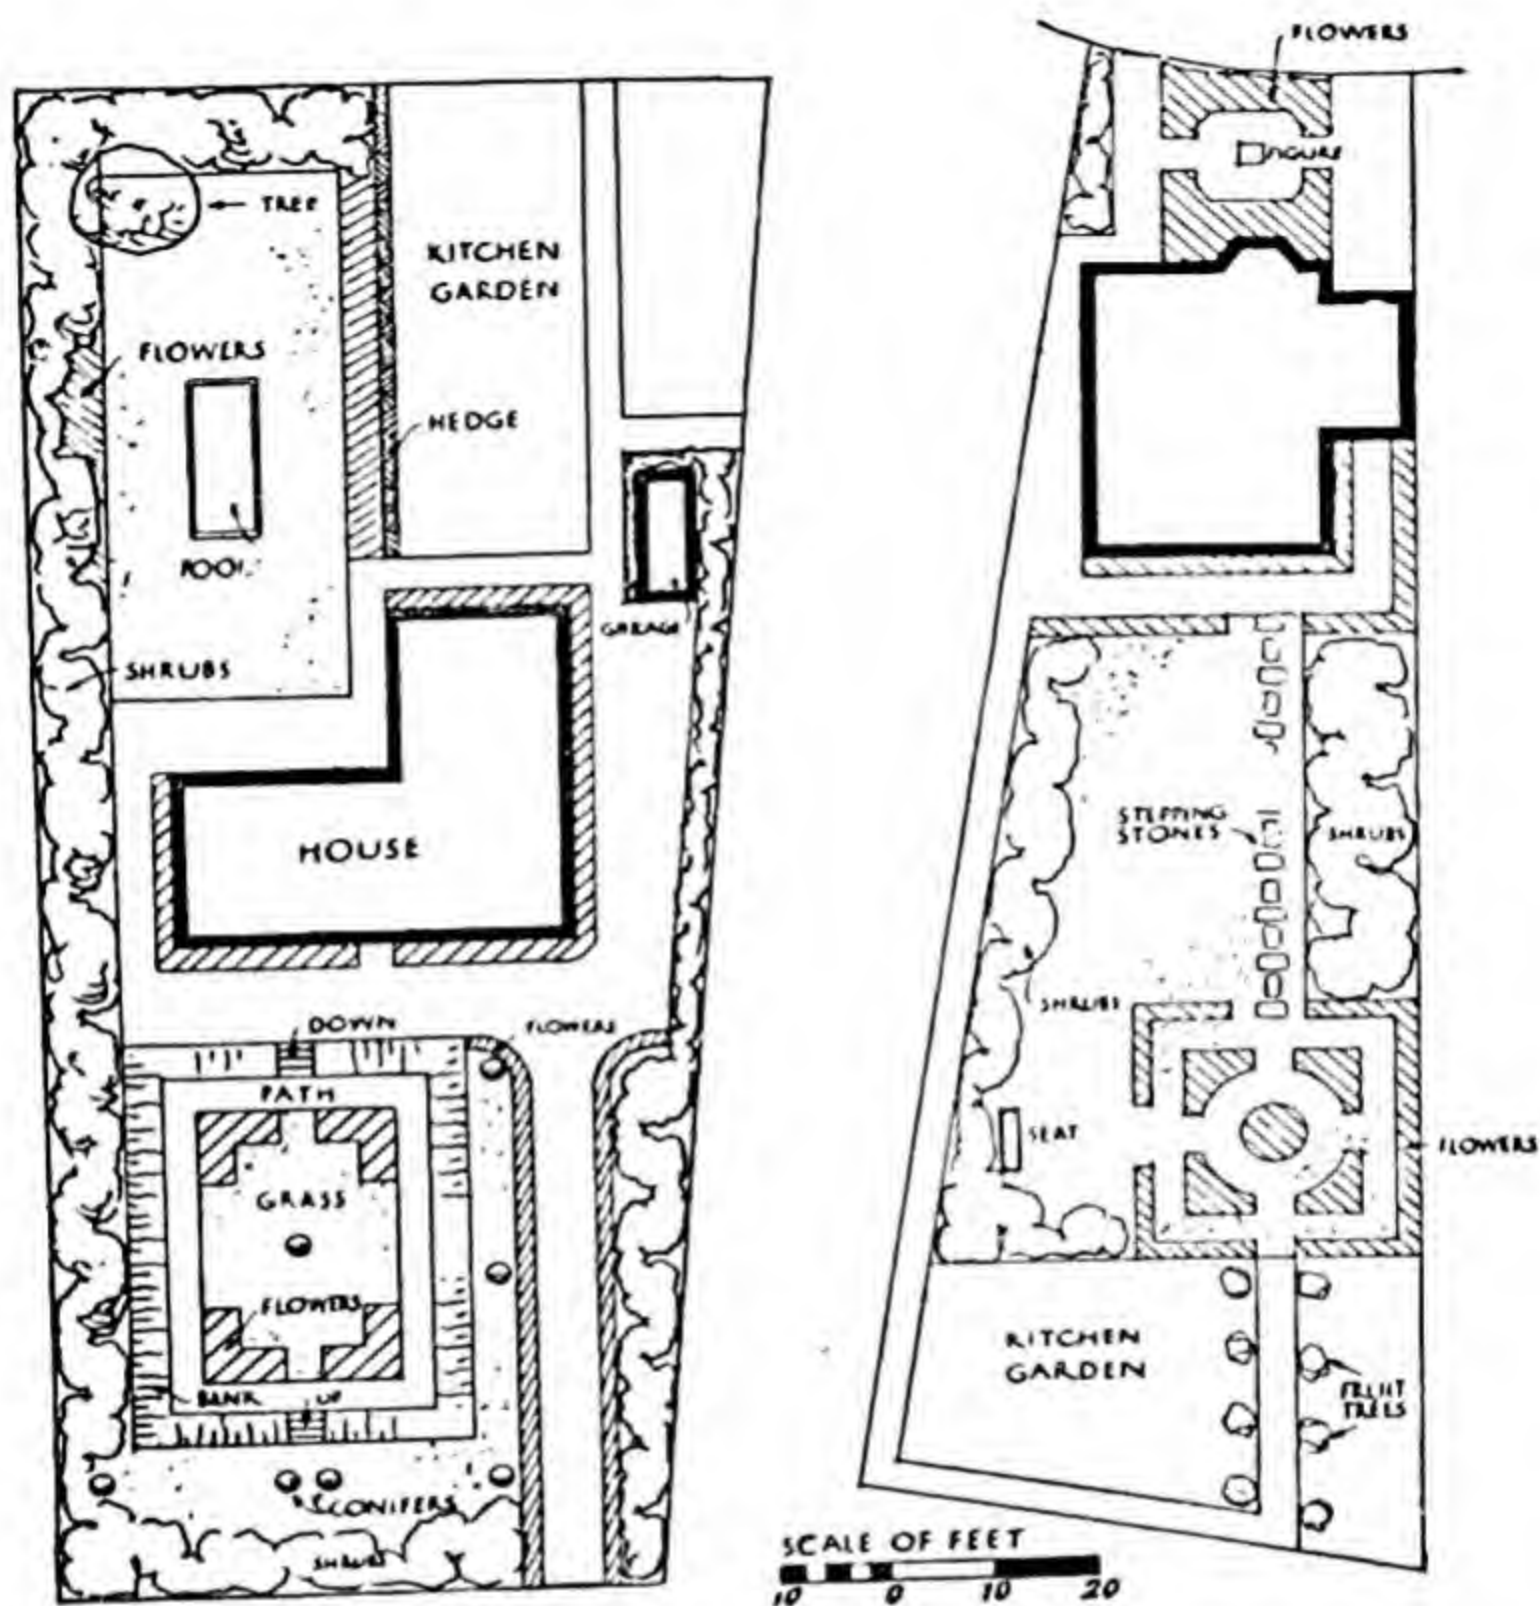 TREE
KITCHEN
GARDEN
FLOWERS
HEDGE
POOL
GARAGE
SHRUBS
HOUSE
DOWN
FLOWERS
PATH
GRASS
FLOWERS
BANK
UP
CONIFERS
SHRUBS
FLOWERS
FIGURE
STEPPING
STONES
SHRUBS
SHRUBS
SEAT
FLOWERS
KITCHEN
GARDEN
FRUIT
TREES
SCALE OF FEET
10 0 10 20